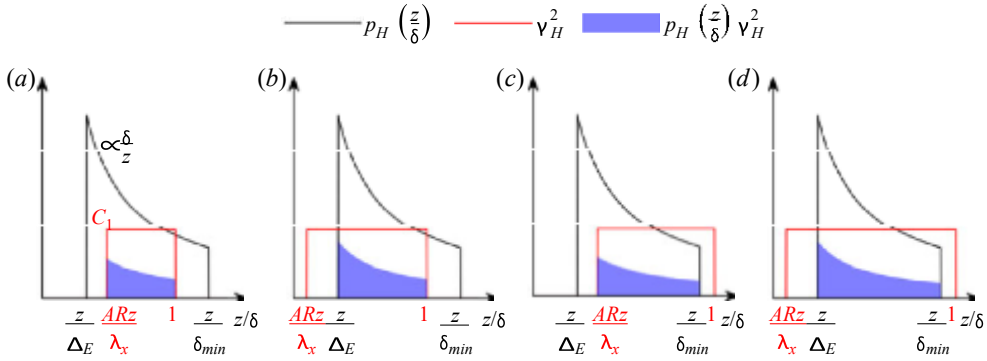 p_H (z/δ) γ_H^2 p_H (z/δ) γ_H^2
(a) (b) (c) (d)
∝ δ/z
C_1
z/Δ_E ARz/λ_x 1 z/δ_min z/δ
ARz/λ_x z/Δ_E 1 z/δ_min z/δ
z/Δ_E ARz/λ_x z/δ_min 1 z/δ
ARz/λ_x z/Δ_E z/δ_min 1 z/δ